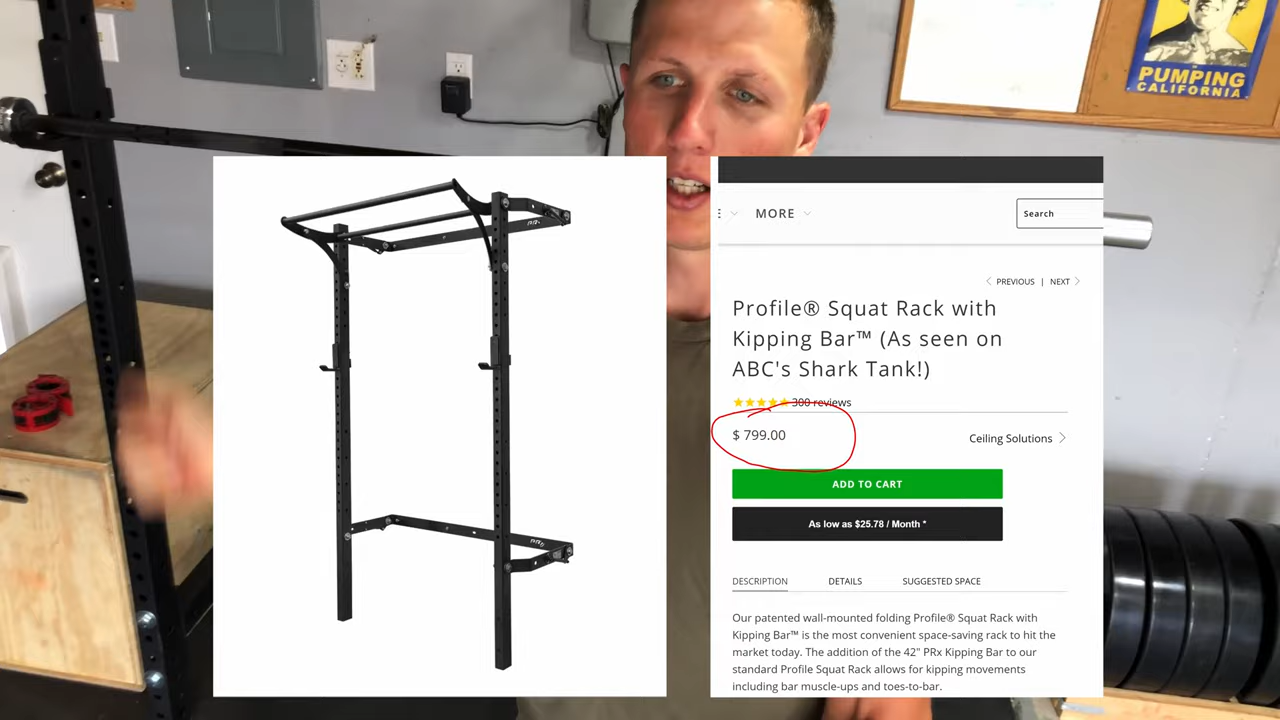 PUMPING
CALIFORNIA
MORE
Search
PREVIOUS | NEXT
Profile® Squat Rack with
Kipping Bar™ (As seen on
ABC's Shark Tank!)
300 reviews
$ 799.00
Ceiling Solutions
ADD TO CART
As low as $25.78 / Month *
DESCRIPTION DETAILS SUGGESTED SPACE
Our patented wall-mounted folding Profile® Squat Rack with
Kipping Bar™ is the most convenient space-saving rack to hit the
market today. The addition of the 42" PRx Kipping Bar to our
standard Profile Squat Rack allows for kipping movements
including bar muscle-ups and toes-to-bar.